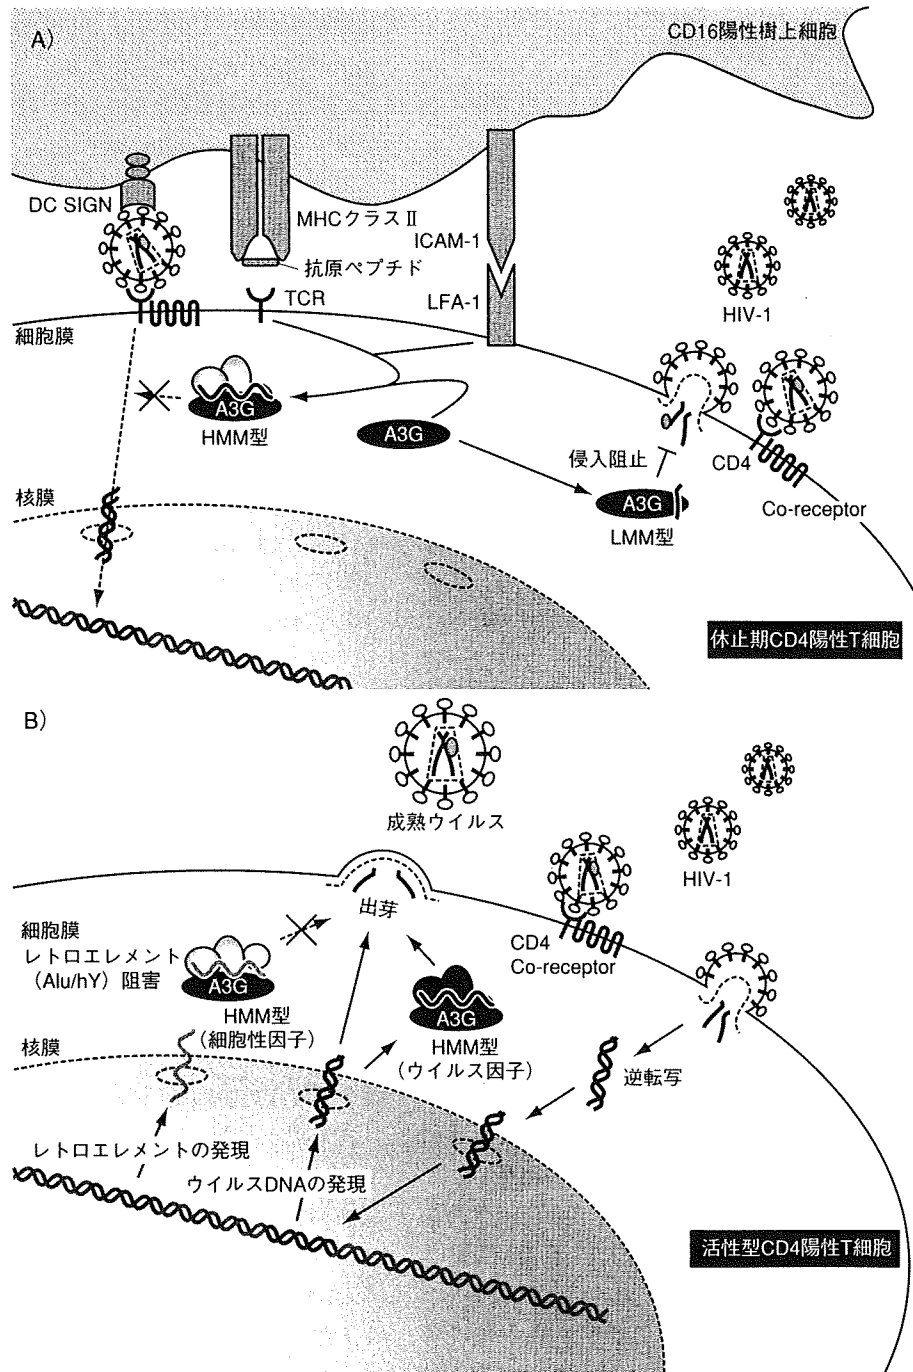 A)
CD16陽性樹上細胞
DC SIGN
MHCクラスⅡ
ICAM-1
抗原ペプチド
TCR
LFA-1
HIV-1
細胞膜
A3G
HMM型
A3G
侵入阻止
CD4
核膜
A3G
Co-receptor
LMM型
休止期CD4陽性T細胞
B)
成熟ウイルス
HIV-1
出芽
細胞膜
レトロエレメント
(Alu/hY)阻害
CD4
Co-receptor
A3G
HMM型
(細胞性因子)
A3G
HMM型
(ウイルス因子)
核膜
逆転写
レトロエレメントの発現
ウイルスDNAの発現
活性型CD4陽性T細胞